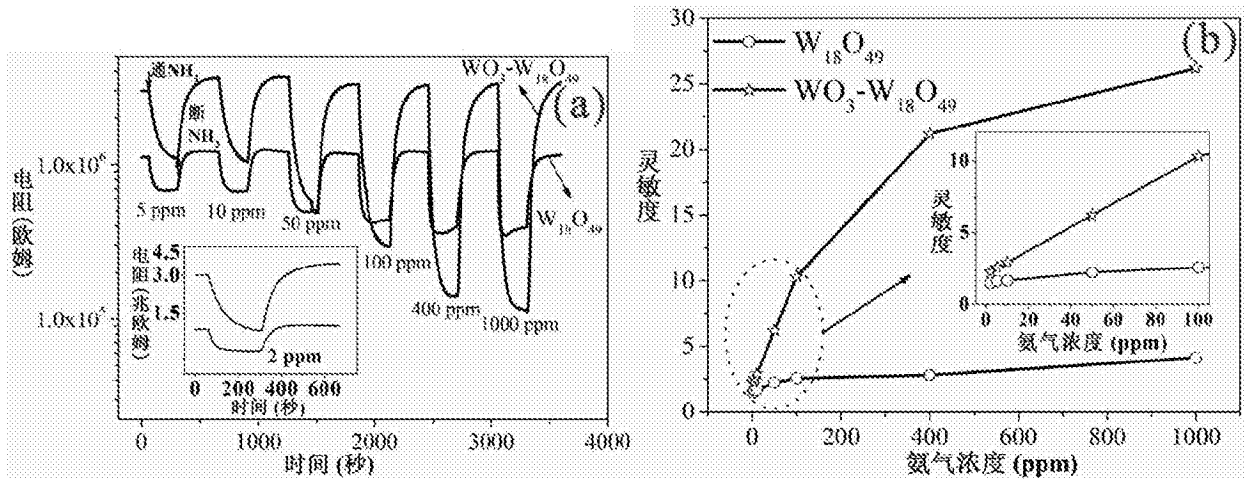 通NH₃
断
NH₂
WO₃-W₁₈O₄₉
(a)
1.0x10⁶
1.0x10⁵
电阻(欧姆)
5 ppm
10 ppm
50 ppm
100 ppm
400 ppm
1000 ppm
W₁₈O₄₉
4.5
3.0
1.5
电阻(兆欧姆)
2 ppm
0 200 400 600
时间 (秒)
0 1000 2000 3000 4000
时间 (秒)
30
25
20
15
10
5
0
灵敏度
W₁₈O₄₉
WO₃-W₁₈O₄₉
(b)
10
5
0
灵敏度
0 20 40 60 80 100
氨气浓度 (ppm)
0 200 400 600 800 1000
氨气浓度 (ppm)